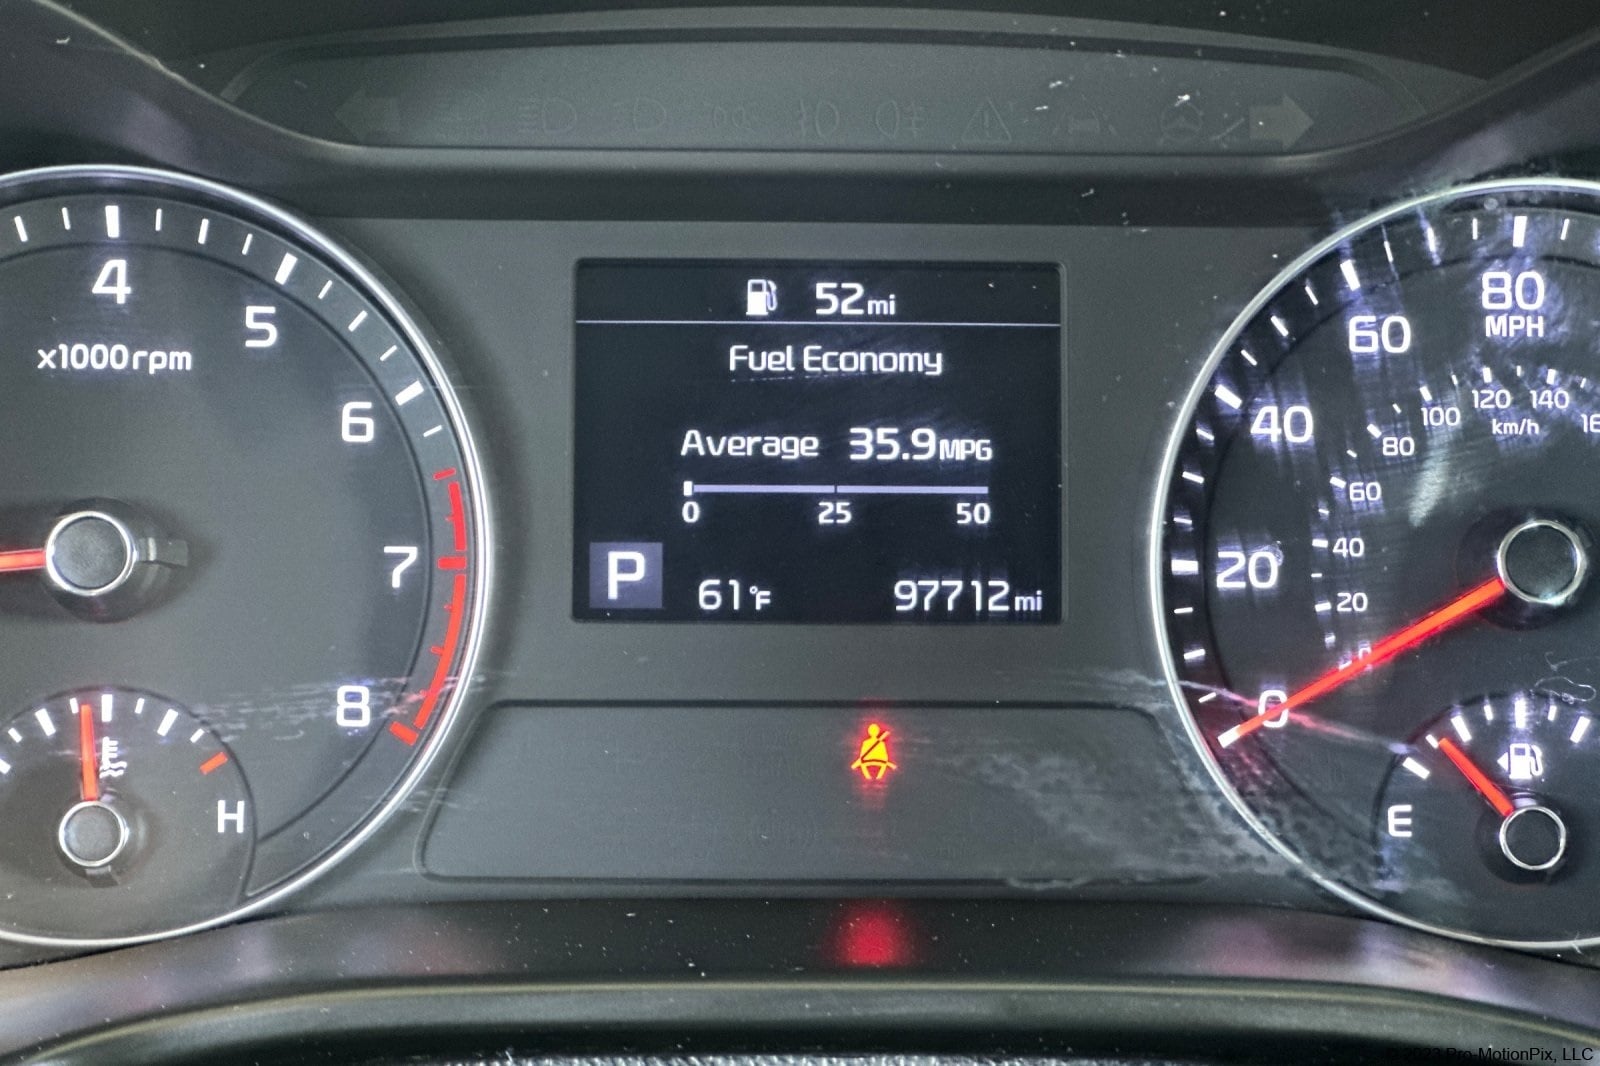 52mi
Fuel Economy
Average 35.9MPG
0 25 50
P 61°F 97712mi
4
5
6
7
8
x1000rpm
H
0
20
40
60
80
MPH
20
40
60
80
100
120
140
km/h
E
2023 Pro-MotionPix, LLC